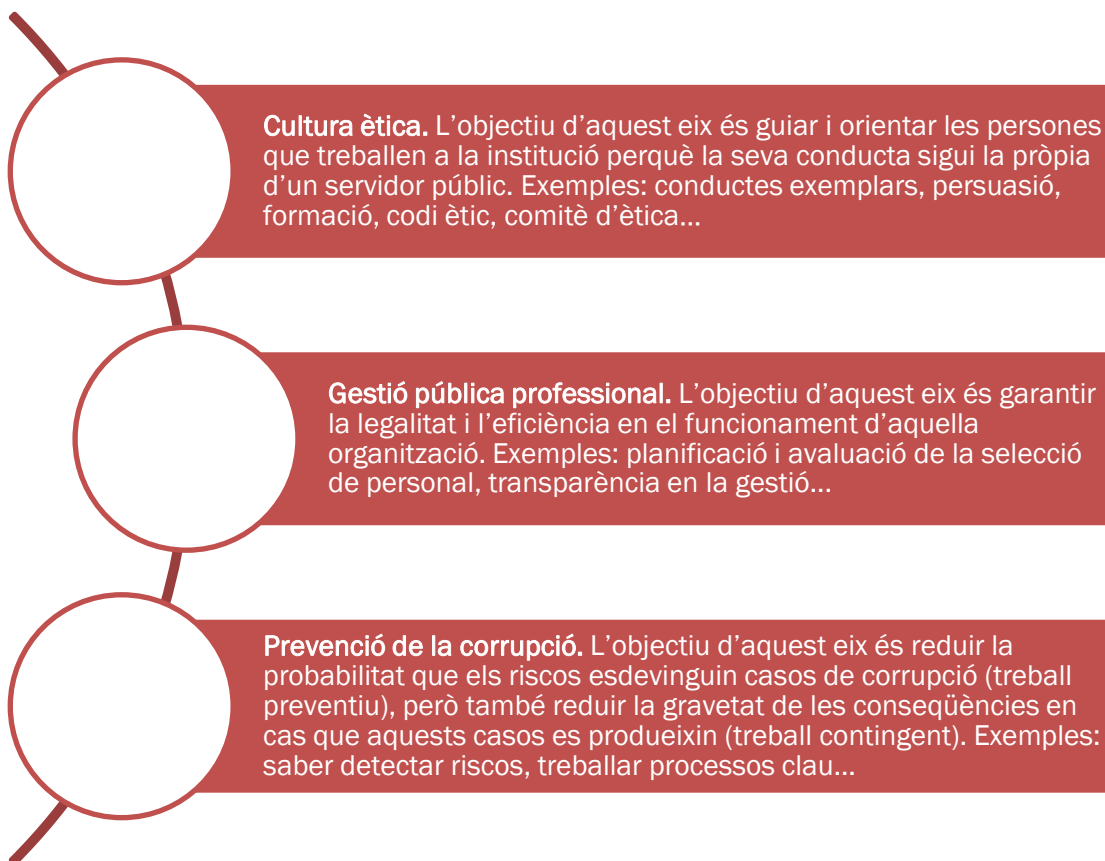 Cultura ètica. L'objectiu d'aquest eix és guiar i orientar les persones
que treballen a la institució perquè la seva conducta sigui la pròpia
d'un servidor públic. Exemples: conductes exemplars, persuasió,
formació, codi ètic, comitè d'ètica...
Gestió pública professional. L'objectiu d'aquest eix és garantir
la legalitat i l'eficiència en el funcionament d'aquella
organització. Exemples: planificació i avaluació de la selecció
de personal, transparència en la gestió...
Prevenció de la corrupció. L'objectiu d'aquest eix és reduir la
probabilitat que els riscos esdevinguin casos de corrupció (treball
preventiu), però també reduir la gravetat de les conseqüències en
cas que aquests casos es produeixin (treball contingent). Exemples:
saber detectar riscos, treballar processos clau...